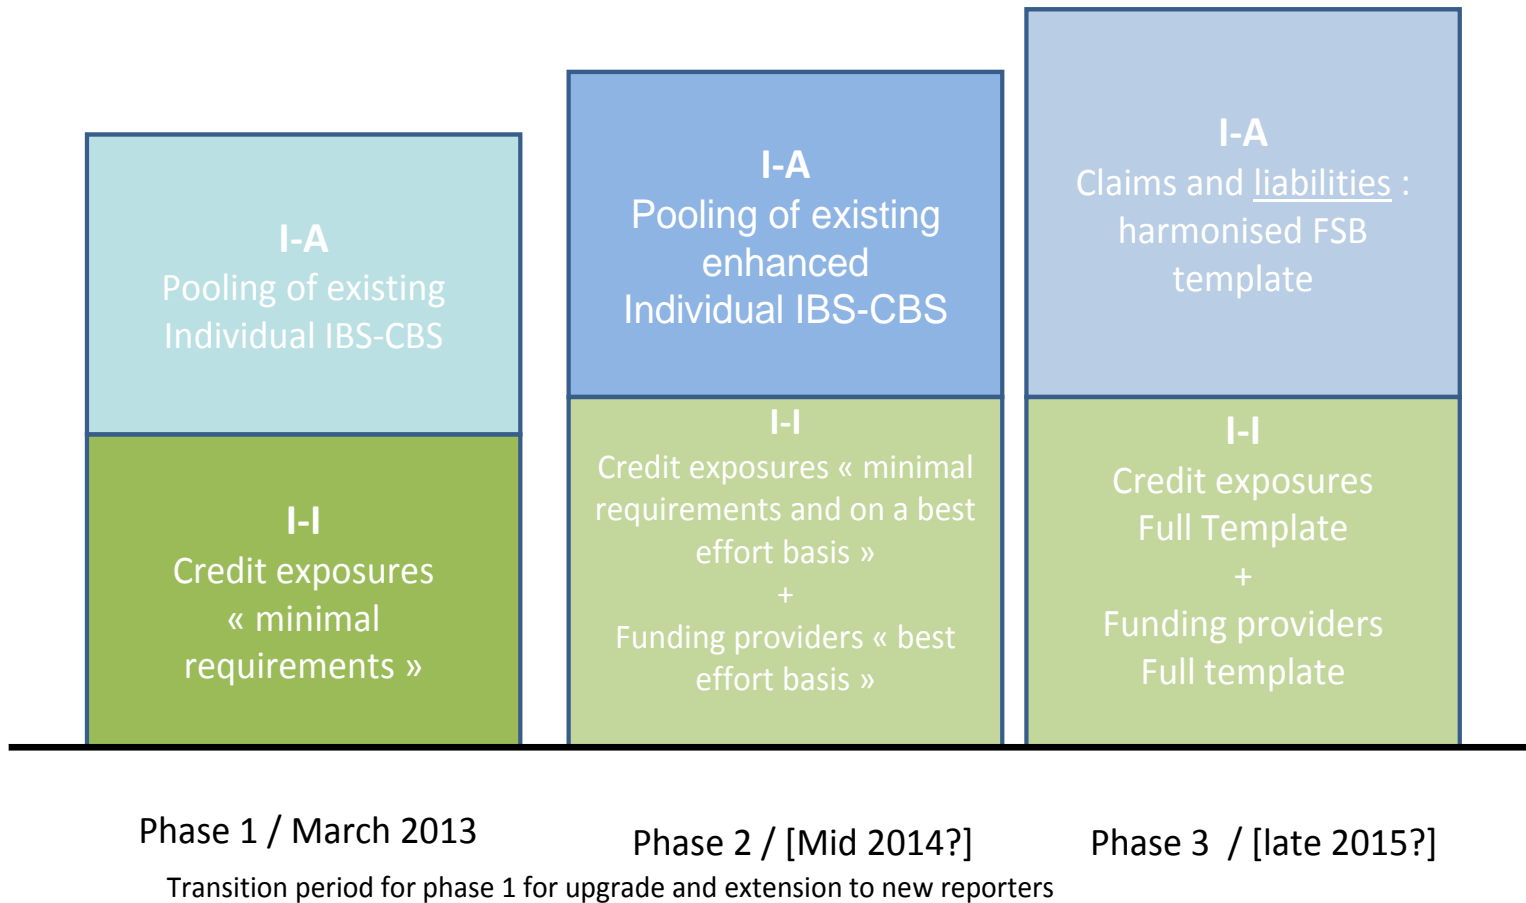 I-A
Pooling of existing
Individual IBS-CBS
I-I
Credit exposures
« minimal
requirements »
I-A
Pooling of existing
enhanced
Individual IBS-CBS
I-I
Credit exposures « minimal
requirements and on a best
effort basis »
+
Funding providers « best
effort basis »
I-A
Claims and liabilities :
harmonised FSB
template
I-I
Credit exposures
Full Template
+
Funding providers
Full template
Phase 1 / March 2013
Phase 2 / [Mid 2014?]
Phase 3  / [late 2015?]
Transition period for phase 1 for upgrade and extension to new reporters